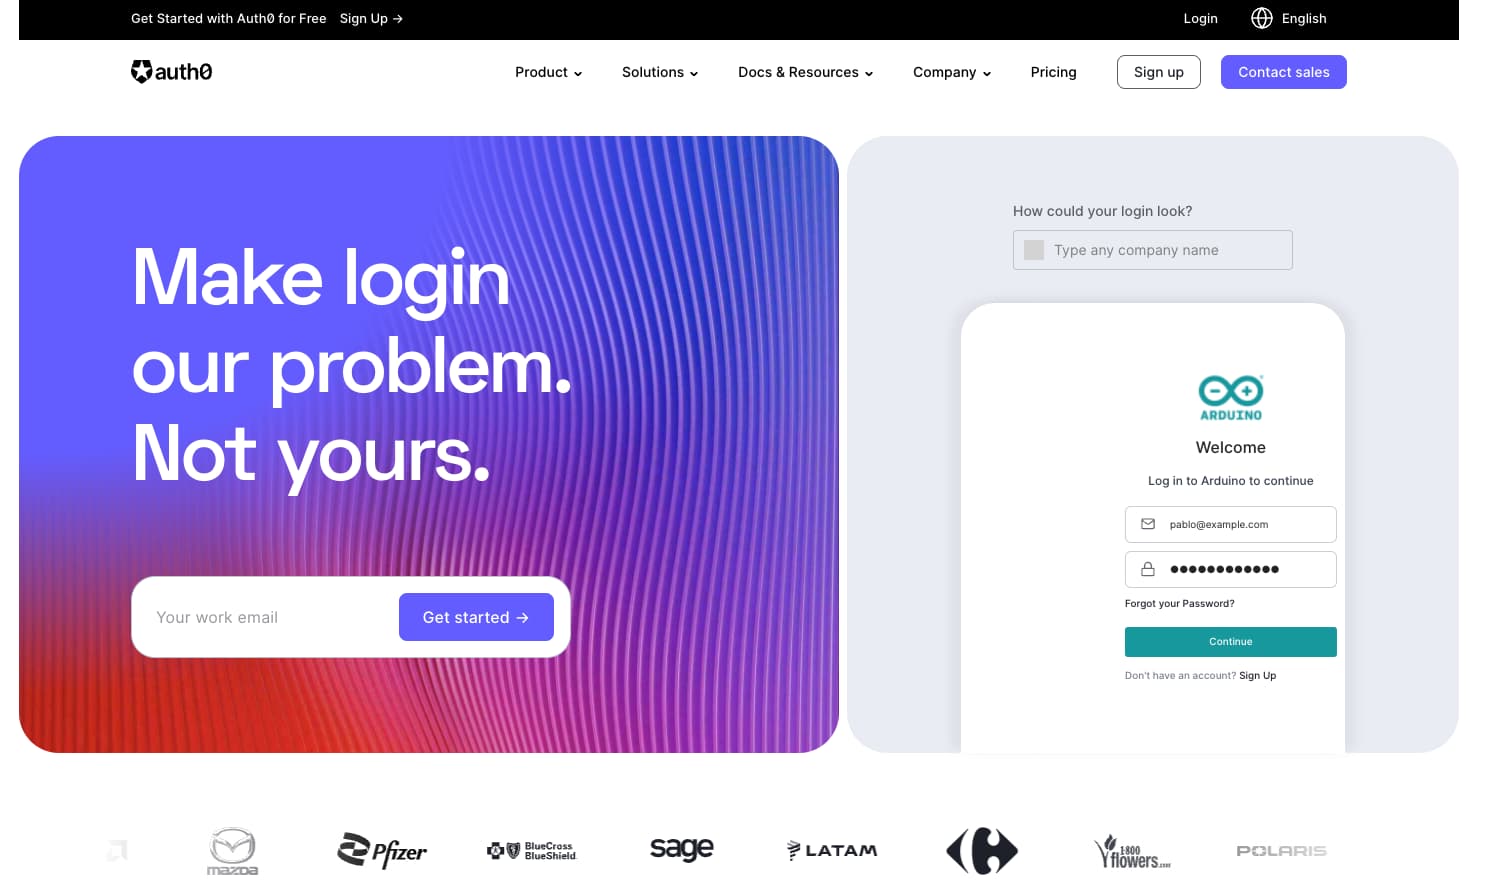 Get Started with Auth0 for Free Sign Up →
Login English
auth0
Product Solutions Docs & Resources Company Pricing Sign up Contact sales
Make login
our problem.
Not yours.
Your work email Get started →
How could your login look?
Type any company name
ARDUINO
Welcome
Log in to Arduino to continue
pablo@example.com
●●●●●●●●●●●●
Forgot your Password?
Continue
Don't have an account? Sign Up
mazda
Pfizer
BlueCross
BlueShield
sage
LATAM
1-800
flowers.com
POLARIS